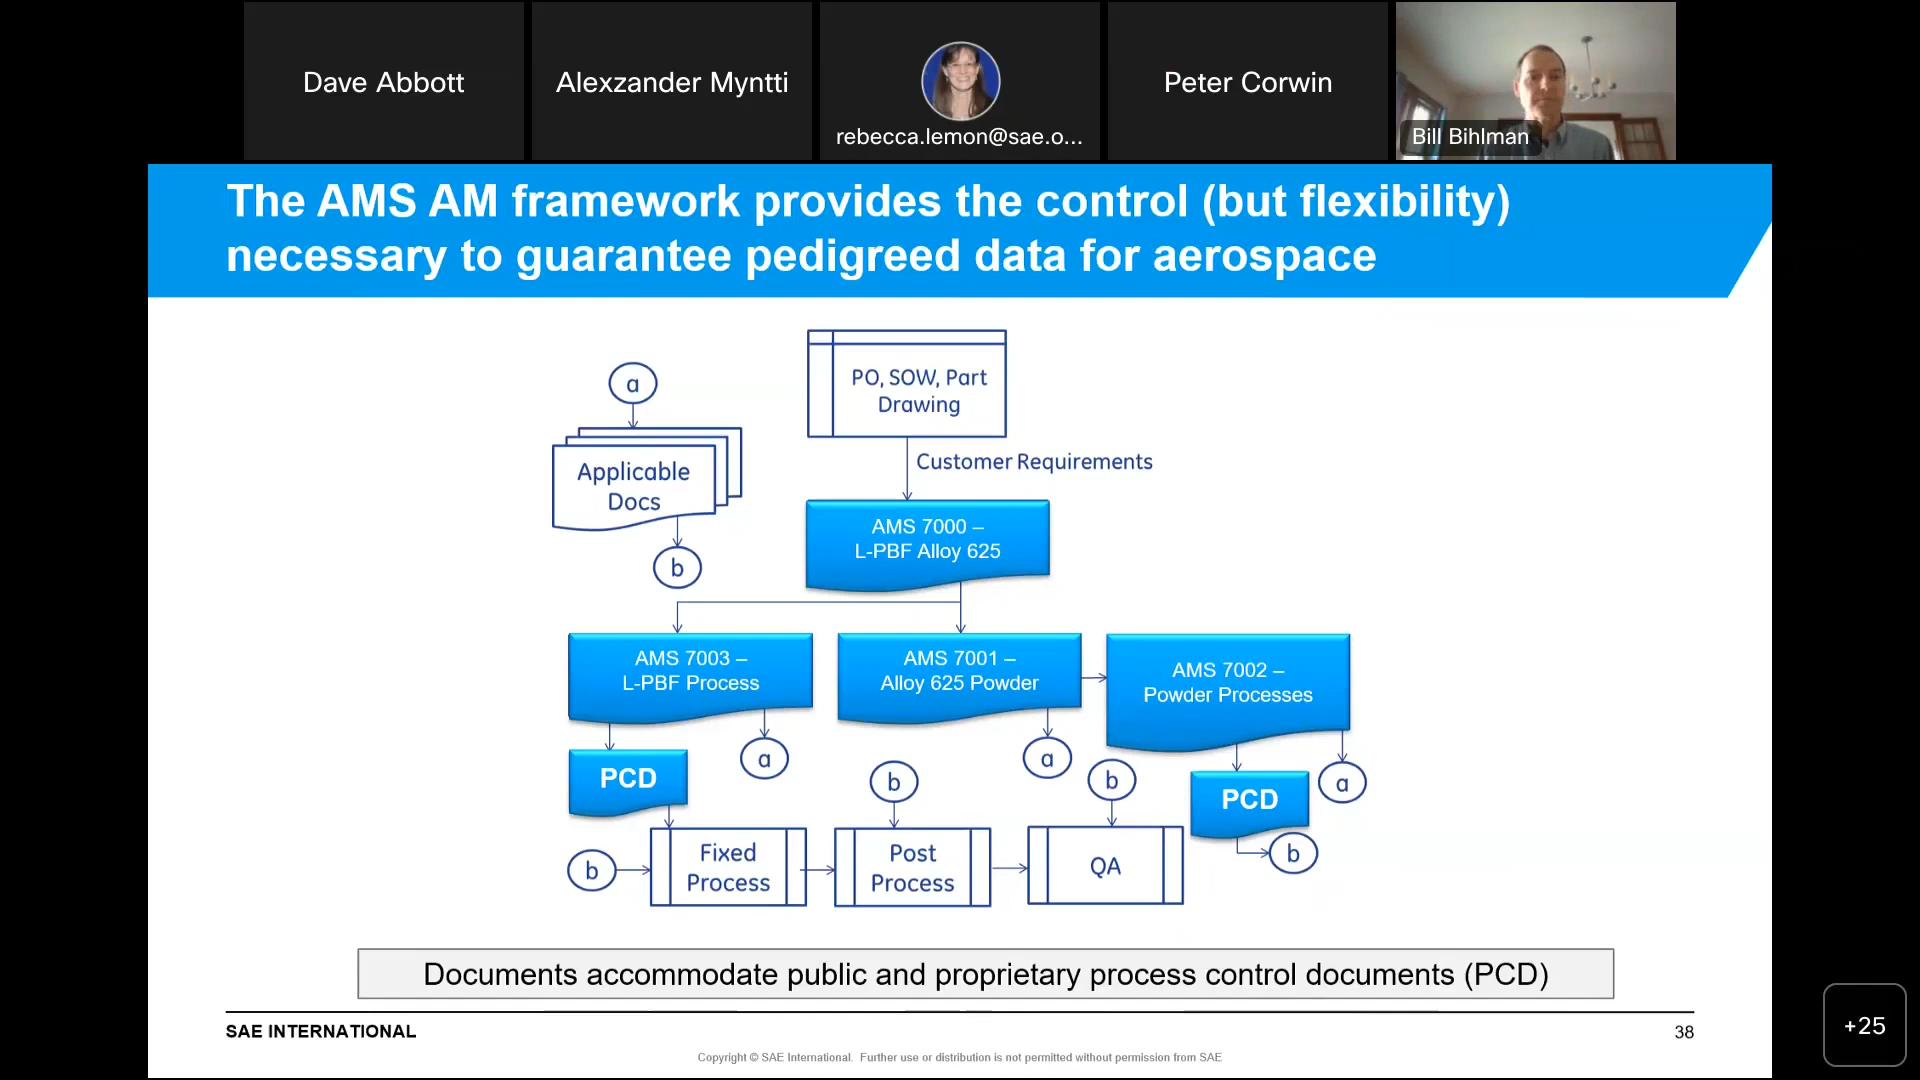 Dave Abbott
Alexzander Myntti
rebecca.lemon@sae.o...
Peter Corwin
Bill Bihlman
The AMS AM framework provides the control (but flexibility)
necessary to guarantee pedigreed data for aerospace
a
Applicable
Docs
b
PO, SOW, Part
Drawing
Customer Requirements
AMS 7000 –
L-PBF Alloy 625
AMS 7003 –
L-PBF Process
AMS 7001 –
Alloy 625 Powder
AMS 7002 –
Powder Processes
PCD
a
b
a
b
PCD
a
b
b
Fixed
Process
Post
Process
QA
Documents accommodate public and proprietary process control documents (PCD)
SAE INTERNATIONAL
38
Copyright © SAE International. Further use or distribution is not permitted without permission from SAE
+25